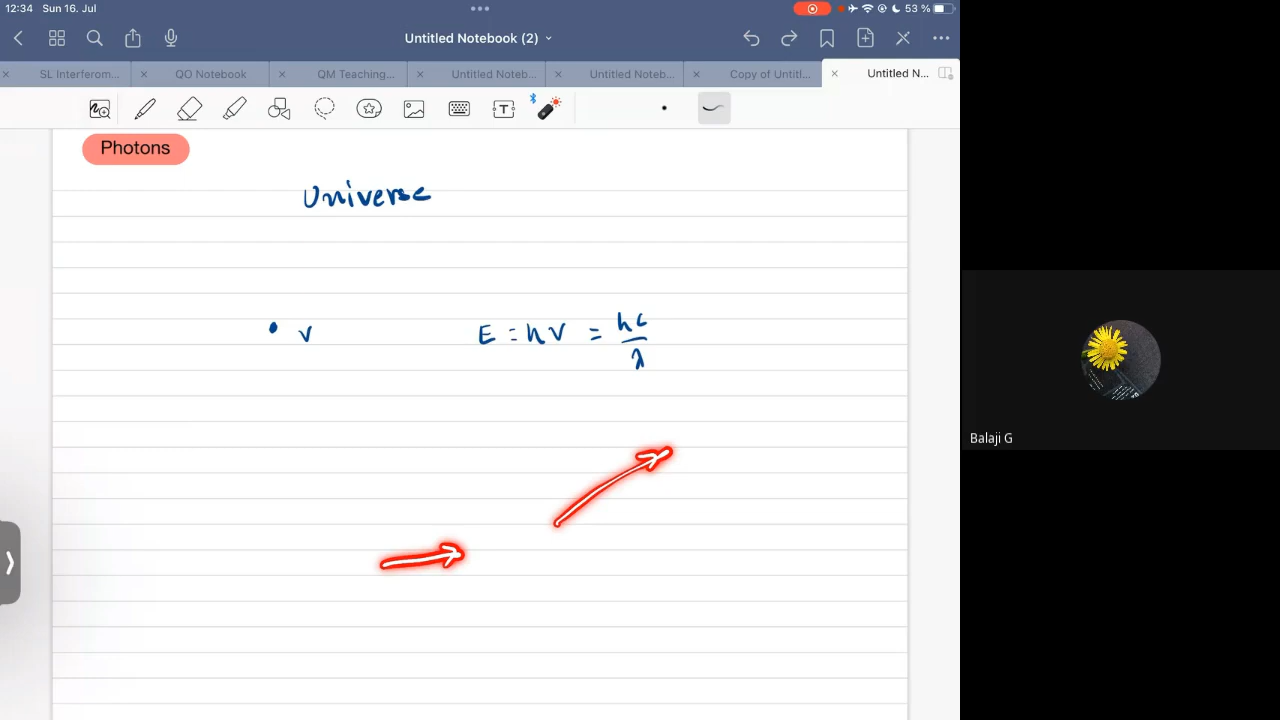 12:34 Sun 16. Jul
53 %
Untitled Notebook (2)
SL Interferom...
QO Notebook
QM Teaching...
Untitled Noteb...
Untitled Noteb...
Copy of Untitl...
Untitled N...
T
Photons
Universe
ν E = hν = hc/λ
Balaji G